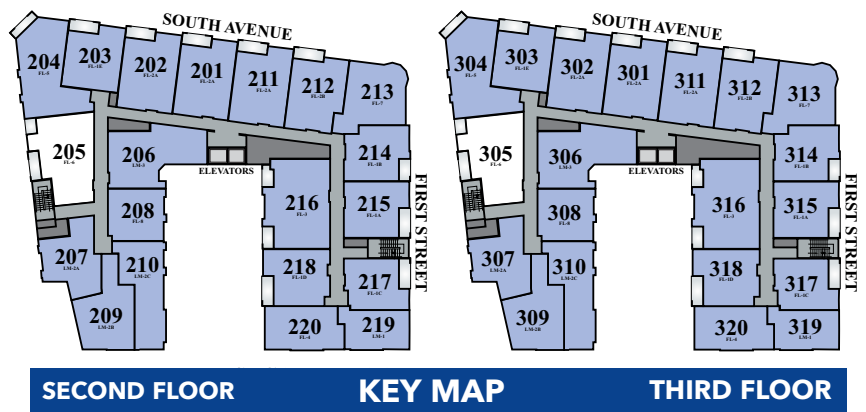 SOUTH AVENUE
204
FL-5
203
FL-1E
202
FL-2A
201
FL-2A
211
FL-2A
212
FL-2B
213
FL-7
205
FL-6
206
LM-3
ELEVATORS
214
FL-1B
208
FL-8
216
FL-3
215
FL-1A
FIRST STREET
207
LM-2A
210
LM-2C
218
FL-1D
217
FL-1C
209
LM-2B
220
FL-4
219
LM-1
SOUTH AVENUE
304
FL-5
303
FL-1E
302
FL-2A
301
FL-2A
311
FL-2A
312
FL-2B
313
FL-7
305
FL-6
306
LM-3
ELEVATORS
314
FL-1B
308
FL-8
316
FL-3
315
FL-1A
FIRST STREET
307
LM-2A
310
LM-2C
318
FL-1D
317
FL-1C
309
LM-2B
320
FL-4
319
LM-1
SECOND FLOOR
KEY MAP
THIRD FLOOR